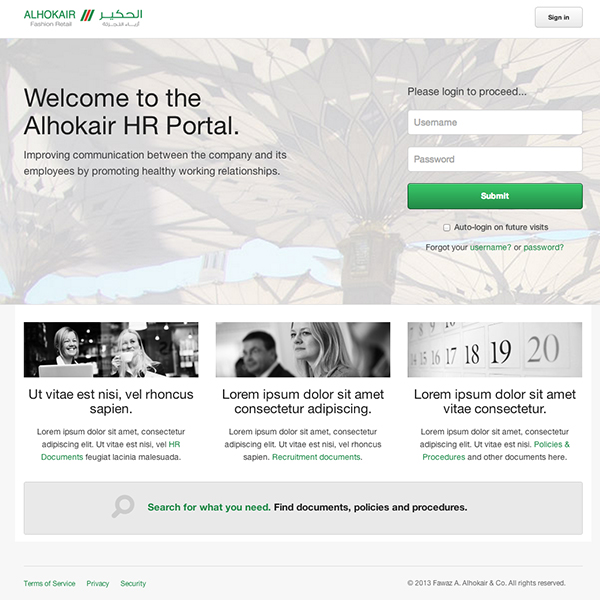 ALHOKAIR
Fashion Retail
الحكير
أزياء التجزئة
Sign in
Welcome to the
Alhokair HR Portal.
Improving communication between the company and its
employees by promoting healthy working relationships.
Please login to proceed...
Username
Password
Submit
Auto-login on future visits
Forgot your username? or password?
18 19 20
Ut vitae est nisi, vel rhoncus
sapien.
Lorem ipsum dolor sit amet, consectetur
adipiscing elit. Ut vitae est nisi, vel HR
Documents feugiat lacinia malesuada.
Lorem ipsum dolor sit amet
consectetur adipiscing.
Lorem ipsum dolor sit amet, consectetur
adipiscing elit. Ut vitae est nisi, vel rhoncus
sapien. Recruitment documents.
Lorem ipsum dolor sit amet
vitae consectetur.
Lorem ipsum dolor sit amet, consectetur
adipiscing elit. Ut vitae est nisi. Policies &
Procedures and other documents here.
Search for what you need. Find documents, policies and procedures.
Terms of Service Privacy Security
© 2013 Fawaz A. Alhokair & Co. All rights reserved.